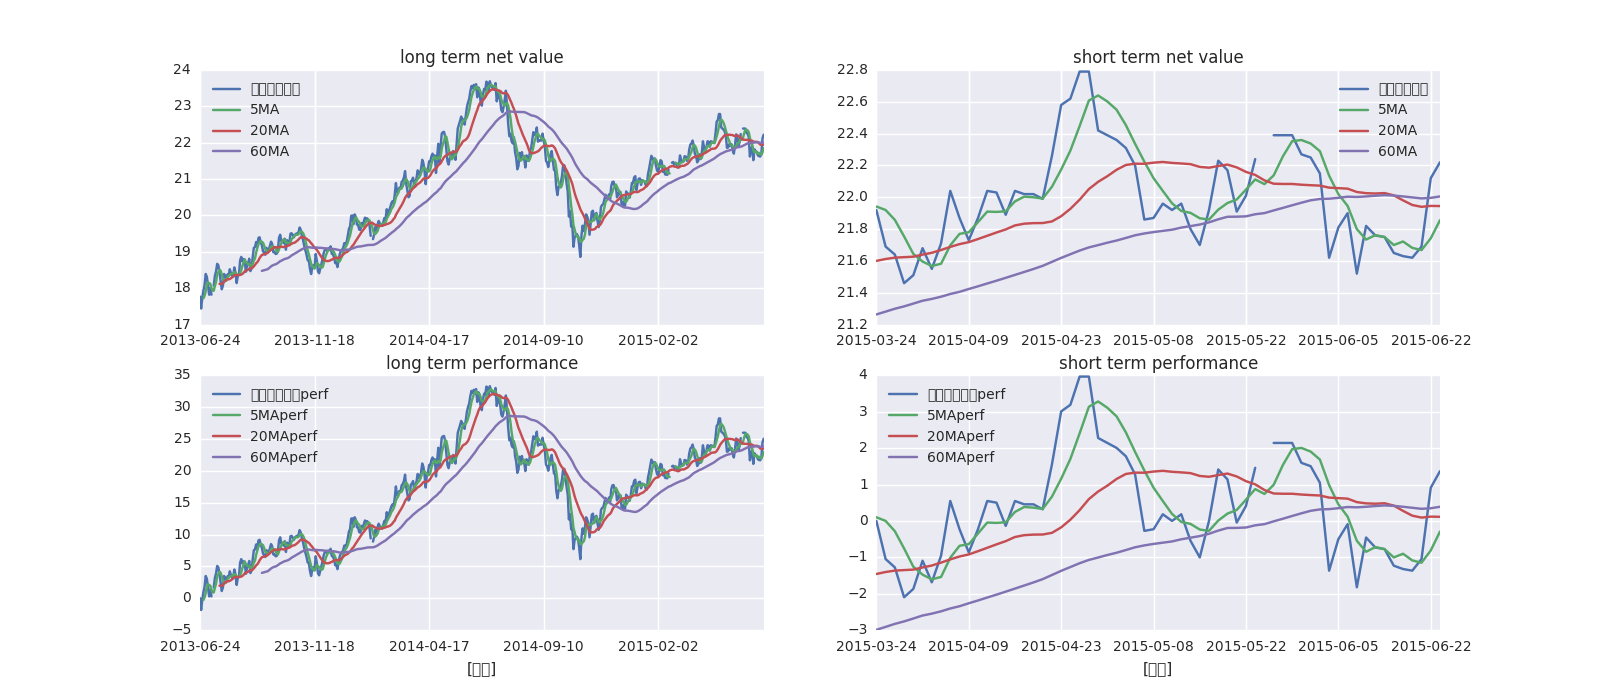 long term net value
24
23
22
21
20
19
18
17
5MA
20MA
60MA
2013-06-24 2013-11-18 2014-04-17 2014-09-10 2015-02-02
short term net value
22.8
22.6
22.4
22.2
22.0
21.8
21.6
21.4
21.2
5MA
20MA
60MA
2015-03-24 2015-04-09 2015-04-23 2015-05-08 2015-05-22 2015-06-05 2015-06-22
long term performance
35
30
25
20
15
10
5
0
−5
perf
5MAperf
20MAperf
60MAperf
2013-06-24 2013-11-18 2014-04-17 2014-09-10 2015-02-02
short term performance
4
3
2
1
0
−1
−2
−3
perf
5MAperf
20MAperf
60MAperf
2015-03-24 2015-04-09 2015-04-23 2015-05-08 2015-05-22 2015-06-05 2015-06-22